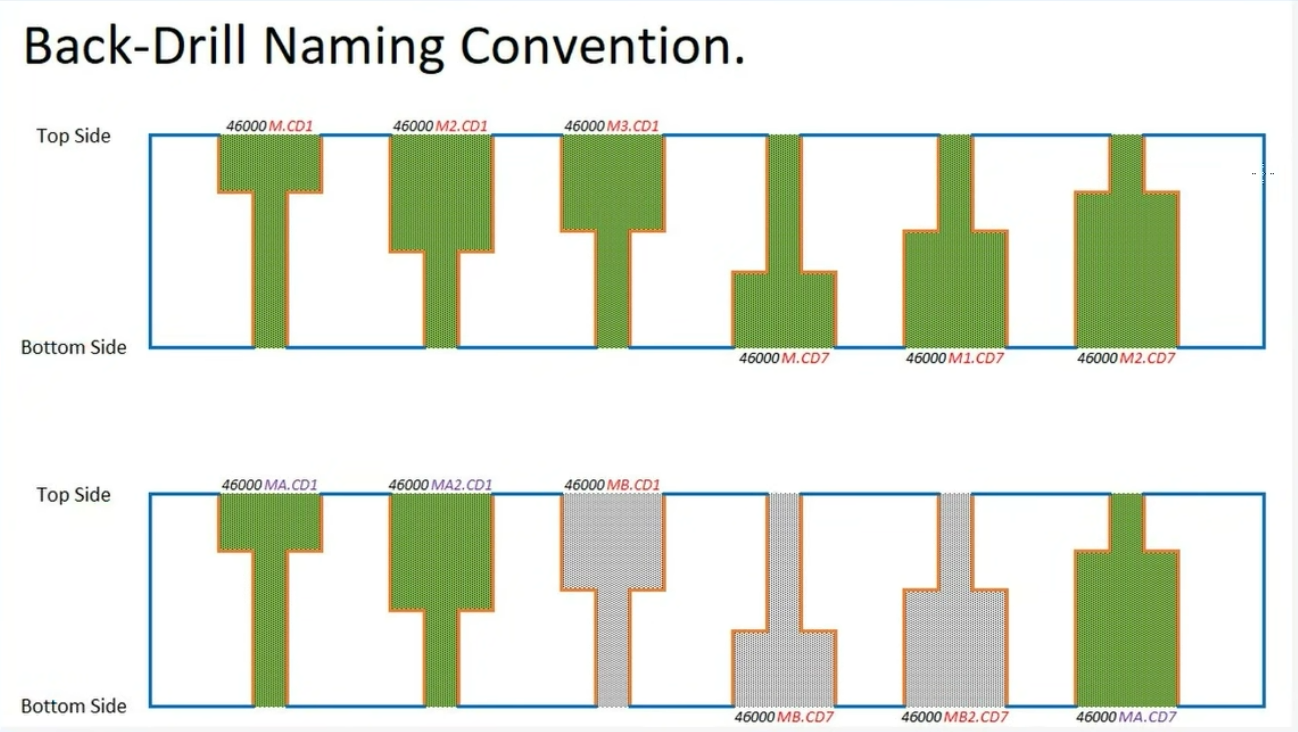 Back-Drill Naming Convention.
46000 M.CD1 46000 M2.CD1 46000 M3.CD1
Top Side
Bottom Side
46000 M.CD7 46000 M1.CD7 46000 M2.CD7
46000 MA.CD1 46000 MA2.CD1 46000 MB.CD1
Top Side
Bottom Side
46000 MB.CD7 46000 MB2.CD7 46000 MA.CD7